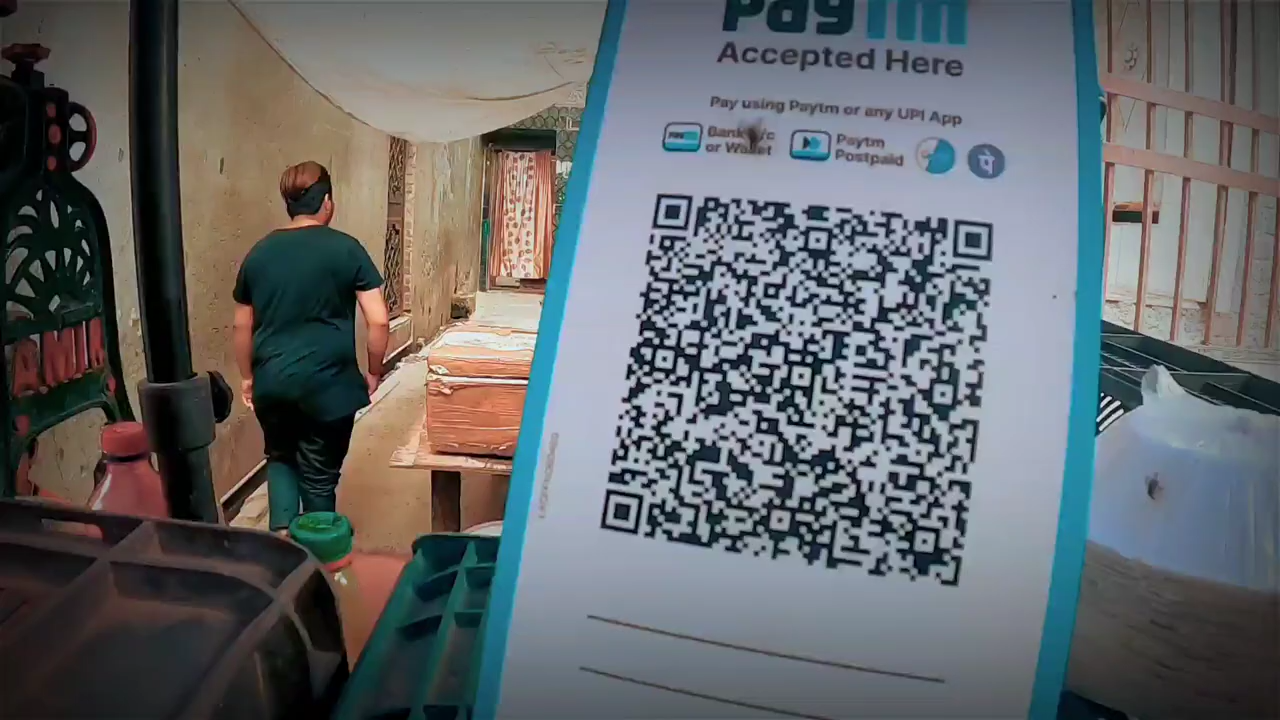 Paytm
Accepted Here
Pay using Paytm or any UPI App
Bank A/c
or Wallet
Paytm
Postpaid